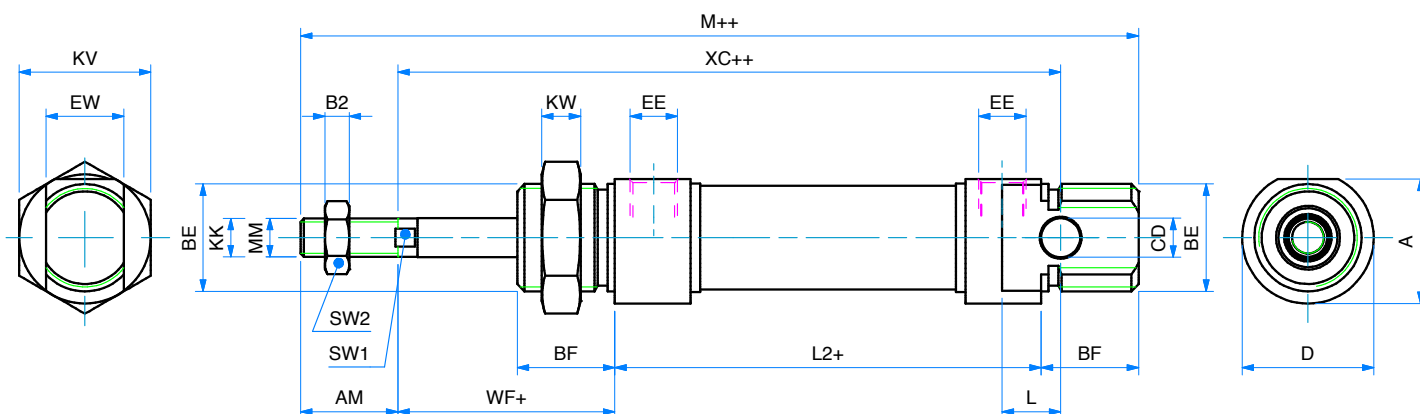 M++
KV
XC++
EW
B2
KW
EE
EE
BE
KK
MM
CD
BE
A
SW2
SW1
BF
L2+
BF
D
AM
WF+
L